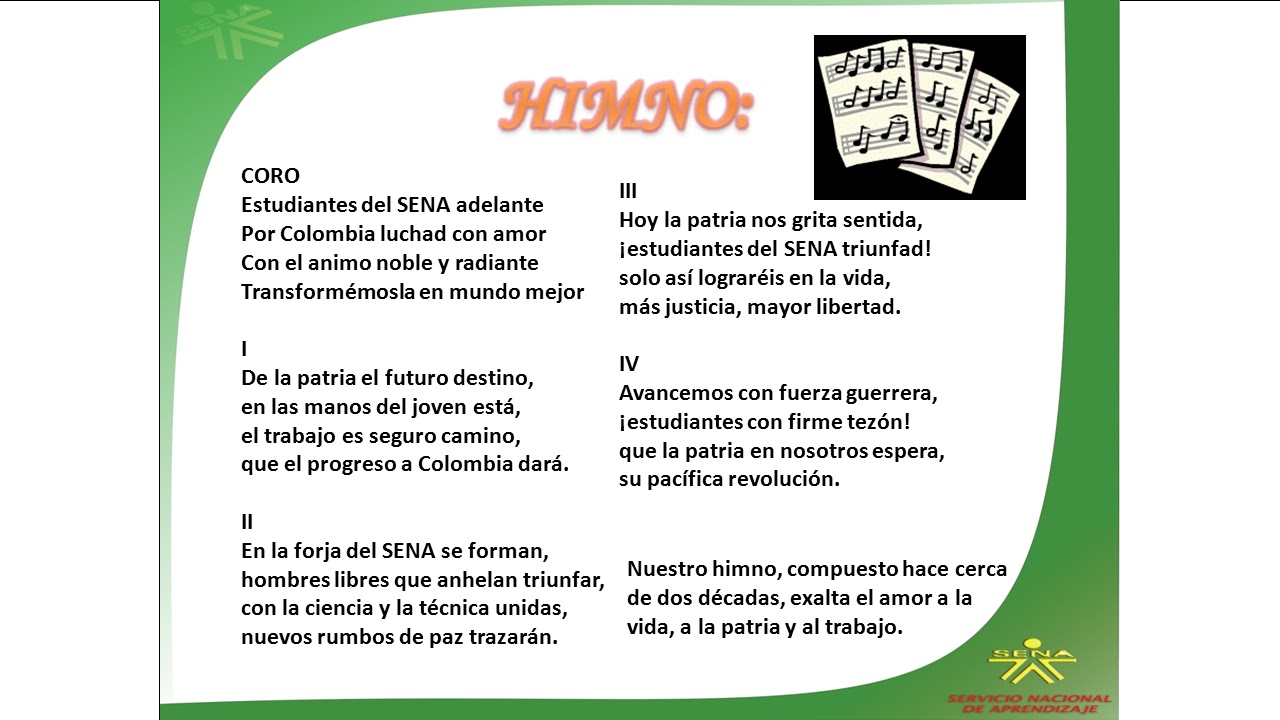 SENA
HIMNO:
CORO
Estudiantes del SENA adelante
Por Colombia luchad con amor
Con el animo noble y radiante
Transformémosla en mundo mejor
I
De la patria el futuro destino,
en las manos del joven está,
el trabajo es seguro camino,
que el progreso a Colombia dará.
II
En la forja del SENA se forman,
hombres libres que anhelan triunfar,
con la ciencia y la técnica unidas,
nuevos rumbos de paz trazarán.
III
Hoy la patria nos grita sentida,
¡estudiantes del SENA triunfad!
solo así lograréis en la vida,
más justicia, mayor libertad.
IV
Avancemos con fuerza guerrera,
¡estudiantes con firme tezón!
que la patria en nosotros espera,
su pacífica revolución.
Nuestro himno, compuesto hace cerca
de dos décadas, exalta el amor a la
vida, a la patria y al trabajo.
SENA
SERVICIO NACIONAL
DE APRENDIZAJE